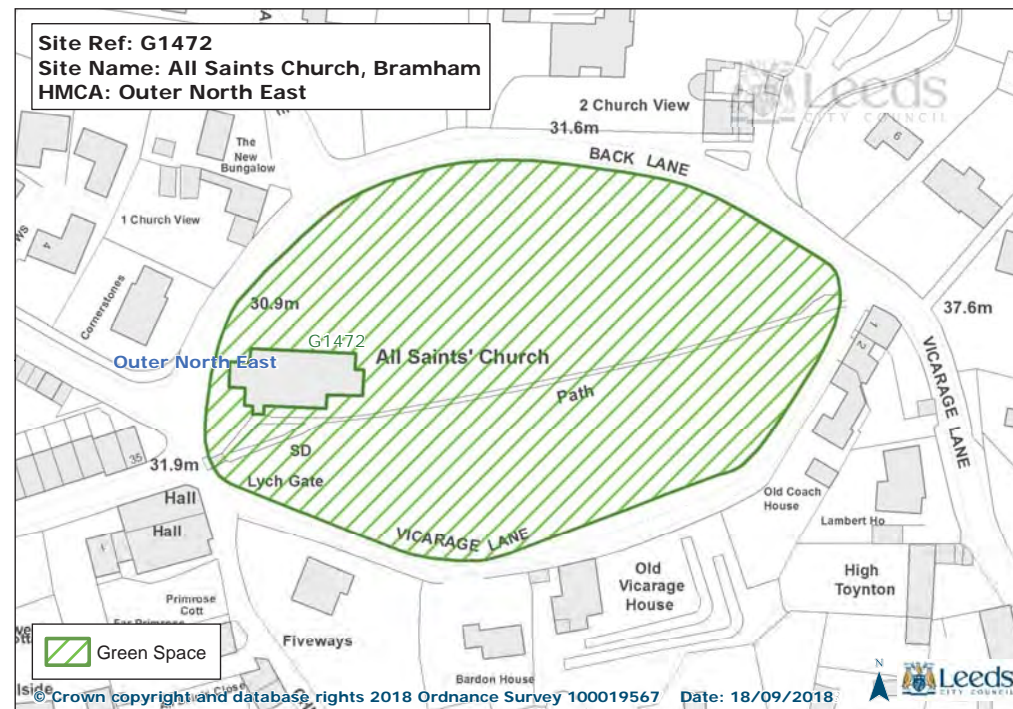 Site Ref: G1472
Site Name: All Saints Church, Bramham
HMCA: Outer North East
Leeds
CITY COUNCIL
2 Church View
31.6m
BACK LANE
The
New
Bungalow
6
1 Church View
4
Cornerstones
30.9m
37.6m
G1472
Outer North East
All Saints' Church
1
2
Path
VICARAGE LANE
35
31.9m
SD
Lych Gate
Hall
Hall
VICARAGE LANE
Old Coach
House
Lambert Ho
Old
Vicarage
House
High
Toynton
Primrose
Cott
Fiveways
Green Space
Bardon House
N
Leeds
CITY COUNCIL
© Crown copyright and database rights 2018 Ordnance Survey 100019567 Date: 18/09/2018